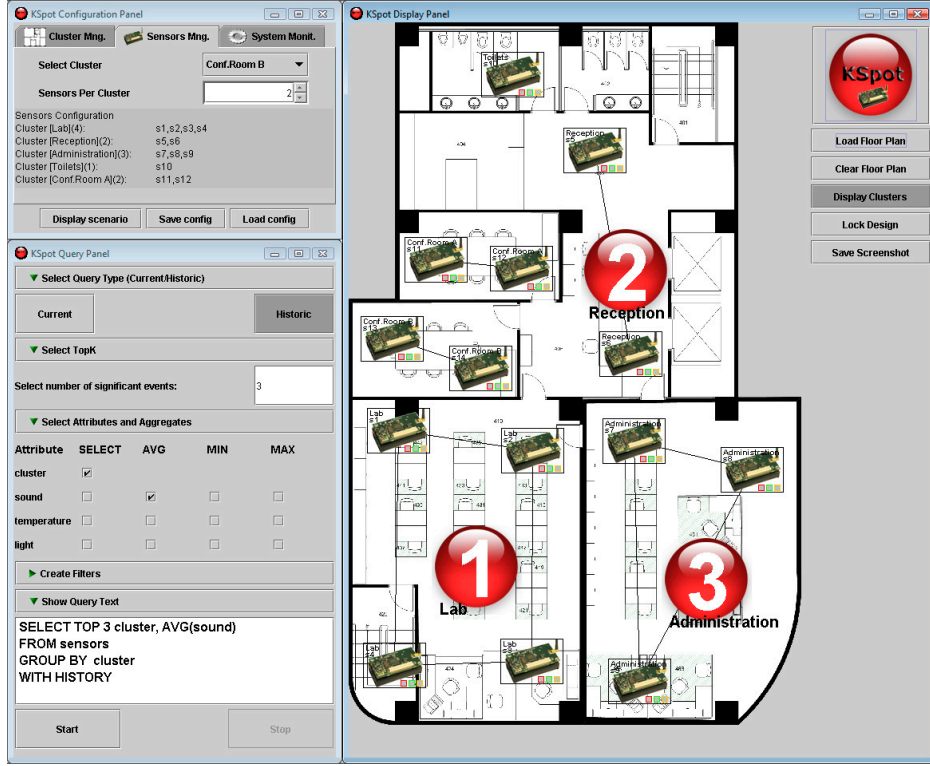 KSpot Configuration Panel
Cluster Mng.
Sensors Mng.
System Monit.
Select Cluster
Conf.Room B
Sensors Per Cluster
2
Sensors Configuration
Cluster [Lab](4): s1,s2,s3,s4
Cluster [Reception](2): s5,s6
Cluster [Administration](3): s7,s8,s9
Cluster [Toilets](1): s10
Cluster [Conf.Room A](2): s11,s12
Display scenario
Save config
Load config
KSpot Query Panel
Select Query Type (Current/Historic)
Current
Historic
Select TopK
Select number of significant events:
3
Select Attributes and Aggregates
Attribute SELECT AVG MIN MAX
cluster
sound
temperature
light
Create Filters
Show Query Text
SELECT TOP 3 cluster, AVG(sound)
FROM sensors
GROUP BY cluster
WITH HISTORY
Start
Stop
KSpot Display Panel
Toilets
402
401
404
Reception
s5
Conf.Room A
s11
Conf.Room A
s12
2
Reception
Conf.Room B
s13
Conf.Room B
s14
Reception
s6
Lab
s1
Lab
s2
Administration
s7
Administration
s8
1
Lab
3
Administration
Lab
s4
Lab
s3
424
Administration
KSpot
Load Floor Plan
Clear Floor Plan
Display Clusters
Lock Design
Save Screenshot